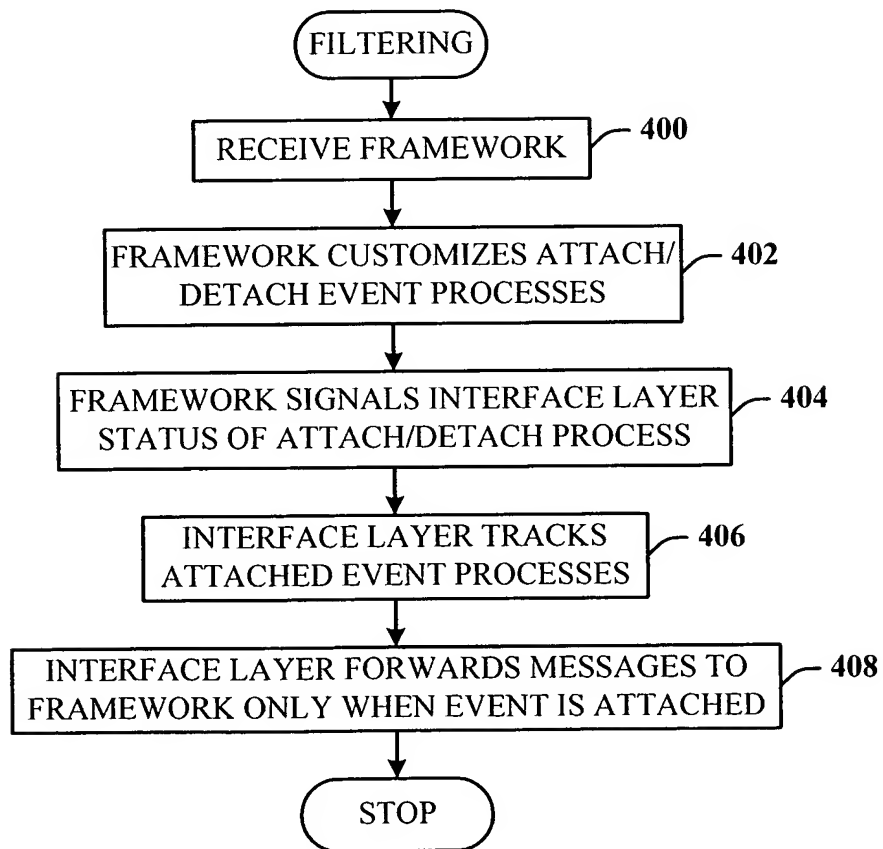 FILTERING
RECEIVE FRAMEWORK
400
FRAMEWORK CUSTOMIZES ATTACH/
DETACH EVENT PROCESSES
402
FRAMEWORK SIGNALS INTERFACE LAYER
STATUS OF ATTACH/DETACH PROCESS
404
INTERFACE LAYER TRACKS
ATTACHED EVENT PROCESSES
406
INTERFACE LAYER FORWARDS MESSAGES TO
FRAMEWORK ONLY WHEN EVENT IS ATTACHED
408
STOP